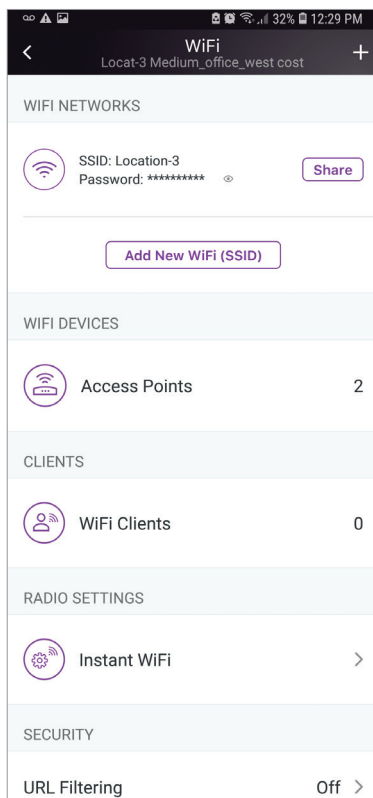 32% 12:29 PM
WiFi
Locat-3 Medium_office_west cost
WIFI NETWORKS
SSID: Location-3
Password: **********
Share
Add New WiFi (SSID)
WIFI DEVICES
Access Points 2
CLIENTS
WiFi Clients 0
RADIO SETTINGS
Instant WiFi
SECURITY
URL Filtering Off